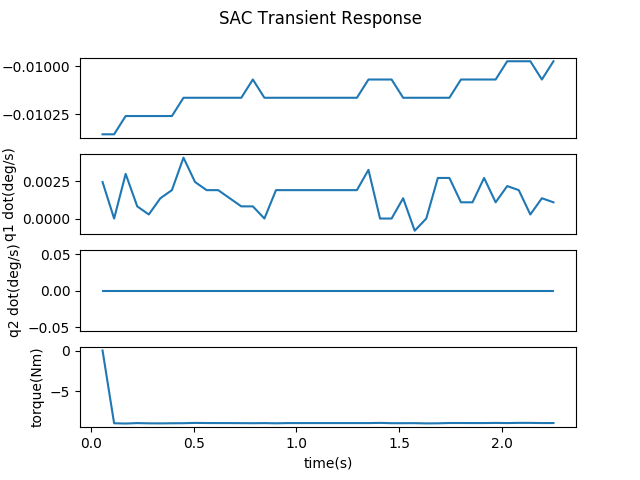 SAC Transient Response
−0.01000
−0.01025
0.0025
0.0000
q1 dot(deg/s)
0.05
0.00
−0.05
q2 dot(deg/s)
0
−5
torque(Nm)
0.0 0.5 1.0 1.5 2.0
time(s)